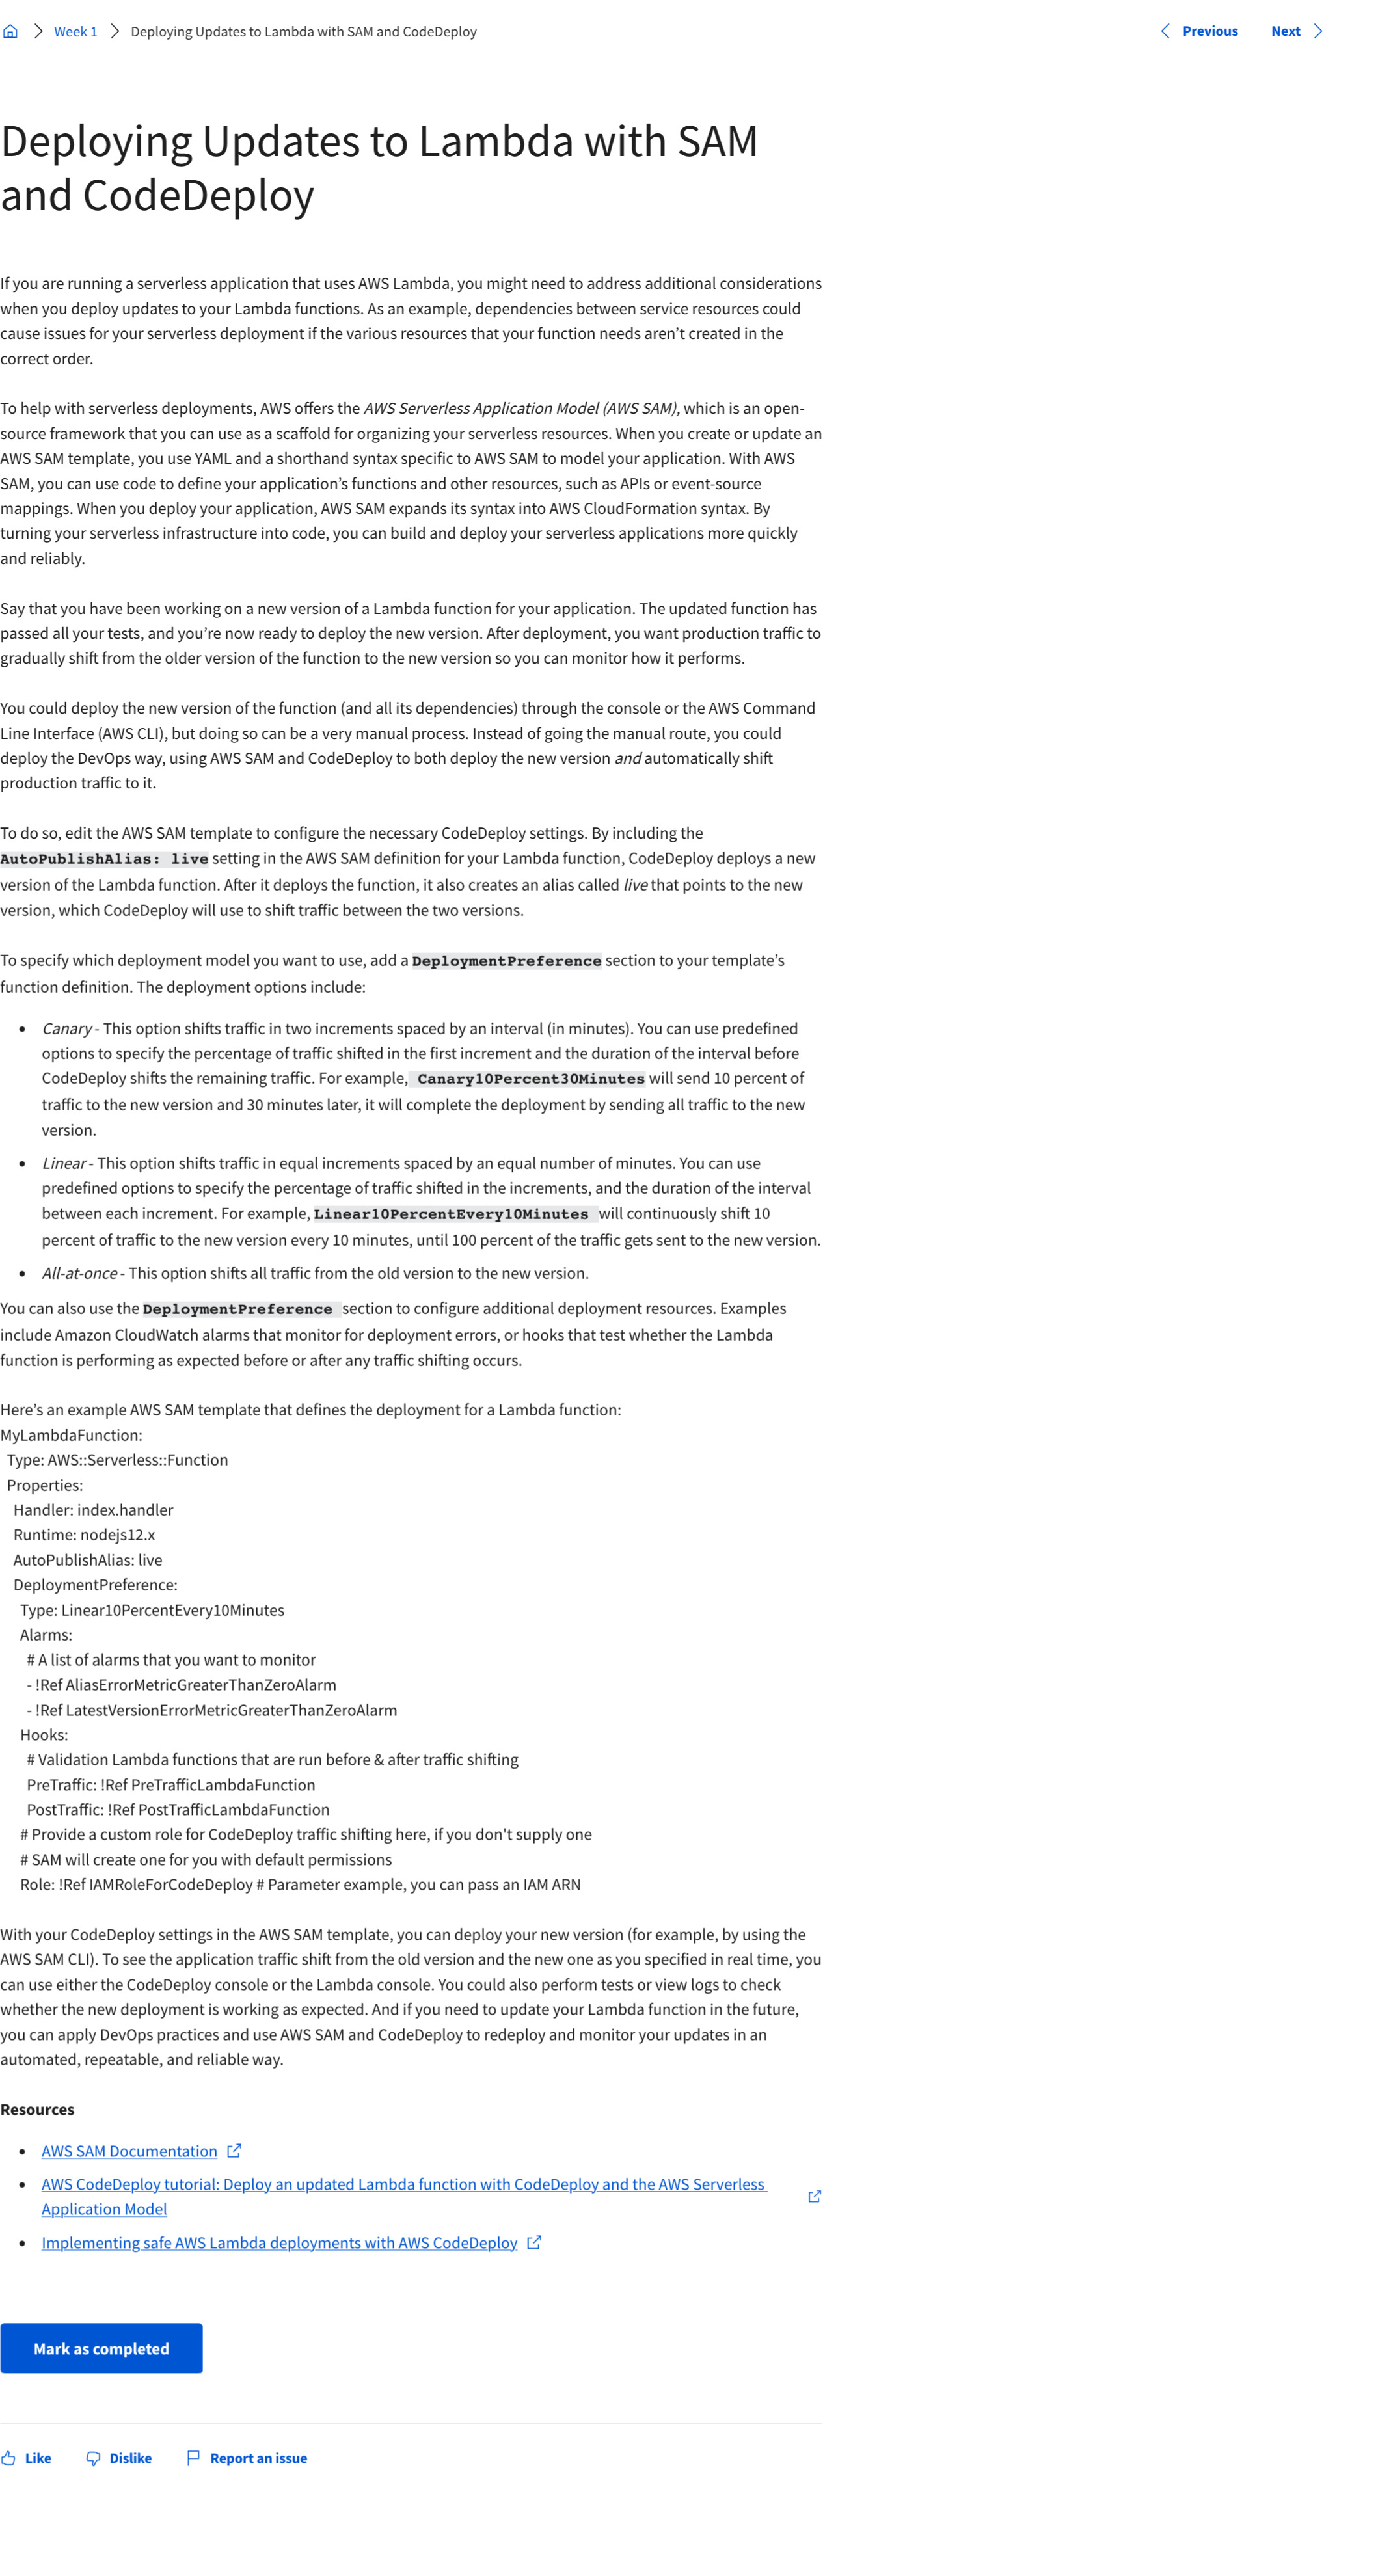 Week 1
Deploying Updates to Lambda with SAM and CodeDeploy
Previous
Next
Deploying Updates to Lambda with SAM
and CodeDeploy
If you are running a serverless application that uses AWS Lambda, you might need to address additional considerations
when you deploy updates to your Lambda functions. As an example, dependencies between service resources could
cause issues for your serverless deployment if the various resources that your function needs aren’t created in the
correct order.
To help with serverless deployments, AWS offers the AWS Serverless Application Model (AWS SAM), which is an open-
source framework that you can use as a scaffold for organizing your serverless resources. When you create or update an
AWS SAM template, you use YAML and a shorthand syntax specific to AWS SAM to model your application. With AWS
SAM, you can use code to define your application’s functions and other resources, such as APIs or event-source
mappings. When you deploy your application, AWS SAM expands its syntax into AWS CloudFormation syntax. By
turning your serverless infrastructure into code, you can build and deploy your serverless applications more quickly
and reliably.
Say that you have been working on a new version of a Lambda function for your application. The updated function has
passed all your tests, and you’re now ready to deploy the new version. After deployment, you want production traffic to
gradually shift from the older version of the function to the new version so you can monitor how it performs.
You could deploy the new version of the function (and all its dependencies) through the console or the AWS Command
Line Interface (AWS CLI), but doing so can be a very manual process. Instead of going the manual route, you could
deploy the DevOps way, using AWS SAM and CodeDeploy to both deploy the new version and automatically shift
production traffic to it.
To do so, edit the AWS SAM template to configure the necessary CodeDeploy settings. By including the
AutoPublishAlias: live setting in the AWS SAM definition for your Lambda function, CodeDeploy deploys a new
version of the Lambda function. After it deploys the function, it also creates an alias called live that points to the new
version, which CodeDeploy will use to shift traffic between the two versions.
To specify which deployment model you want to use, add a DeploymentPreference section to your template’s
function definition. The deployment options include:
• Canary - This option shifts traffic in two increments spaced by an interval (in minutes). You can use predefined
options to specify the percentage of traffic shifted in the first increment and the duration of the interval before
CodeDeploy shifts the remaining traffic. For example, Canary10Percent30Minutes will send 10 percent of
traffic to the new version and 30 minutes later, it will complete the deployment by sending all traffic to the new
version.
• Linear - This option shifts traffic in equal increments spaced by an equal number of minutes. You can use
predefined options to specify the percentage of traffic shifted in the increments, and the duration of the interval
between each increment. For example, Linear10PercentEvery10Minutes will continuously shift 10
percent of traffic to the new version every 10 minutes, until 100 percent of the traffic gets sent to the new version.
• All-at-once - This option shifts all traffic from the old version to the new version.
You can also use the DeploymentPreference section to configure additional deployment resources. Examples
include Amazon CloudWatch alarms that monitor for deployment errors, or hooks that test whether the Lambda
function is performing as expected before or after any traffic shifting occurs.
Here’s an example AWS SAM template that defines the deployment for a Lambda function:
MyLambdaFunction:
Type: AWS::Serverless::Function
Properties:
Handler: index.handler
Runtime: nodejs12.x
AutoPublishAlias: live
DeploymentPreference:
Type: Linear10PercentEvery10Minutes
Alarms:
# A list of alarms that you want to monitor
- !Ref AliasErrorMetricGreaterThanZeroAlarm
- !Ref LatestVersionErrorMetricGreaterThanZeroAlarm
Hooks:
# Validation Lambda functions that are run before & after traffic shifting
PreTraffic: !Ref PreTrafficLambdaFunction
PostTraffic: !Ref PostTrafficLambdaFunction
# Provide a custom role for CodeDeploy traffic shifting here, if you don't supply one
# SAM will create one for you with default permissions
Role: !Ref IAMRoleForCodeDeploy # Parameter example, you can pass an IAM ARN
With your CodeDeploy settings in the AWS SAM template, you can deploy your new version (for example, by using the
AWS SAM CLI). To see the application traffic shift from the old version and the new one as you specified in real time, you
can use either the CodeDeploy console or the Lambda console. You could also perform tests or view logs to check
whether the new deployment is working as expected. And if you need to update your Lambda function in the future,
you can apply DevOps practices and use AWS SAM and CodeDeploy to redeploy and monitor your updates in an
automated, repeatable, and reliable way.
Resources
• AWS SAM Documentation
• AWS CodeDeploy tutorial: Deploy an updated Lambda function with CodeDeploy and the AWS Serverless
Application Model
• Implementing safe AWS Lambda deployments with AWS CodeDeploy
Mark as completed
Like
Dislike
Report an issue